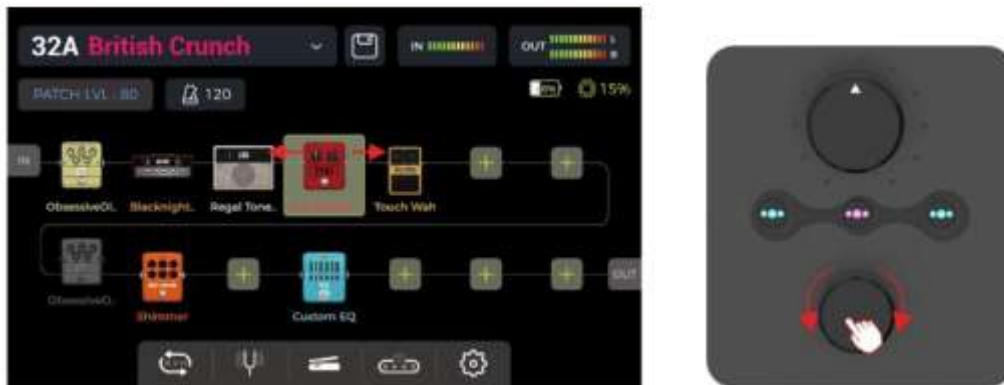 32A British Crunch
IN
OUT
L
R
PATCH LVL : 80
120
15%
IN
ObsessiveDi..
Blacknight..
Regal Tone..
Touch Wah
ObsessiveD..
Shimmer
Custom EQ
OUT